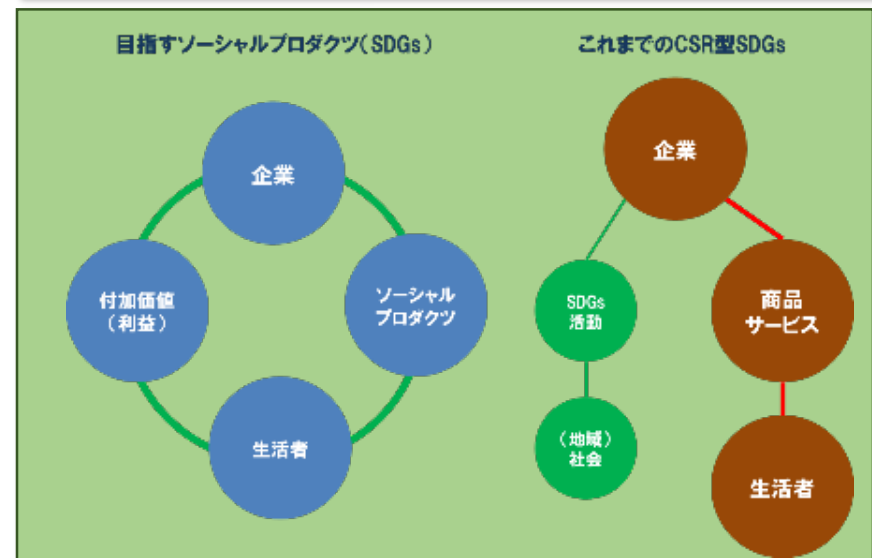 目指すソーシャルプロダクツ(SDGs)
企業
付加価値
(利益)
ソーシャル
プロダクツ
生活者
これまでのCSR型SDGs
企業
SDGs
活動
商品
サービス
(地域)
社会
生活者